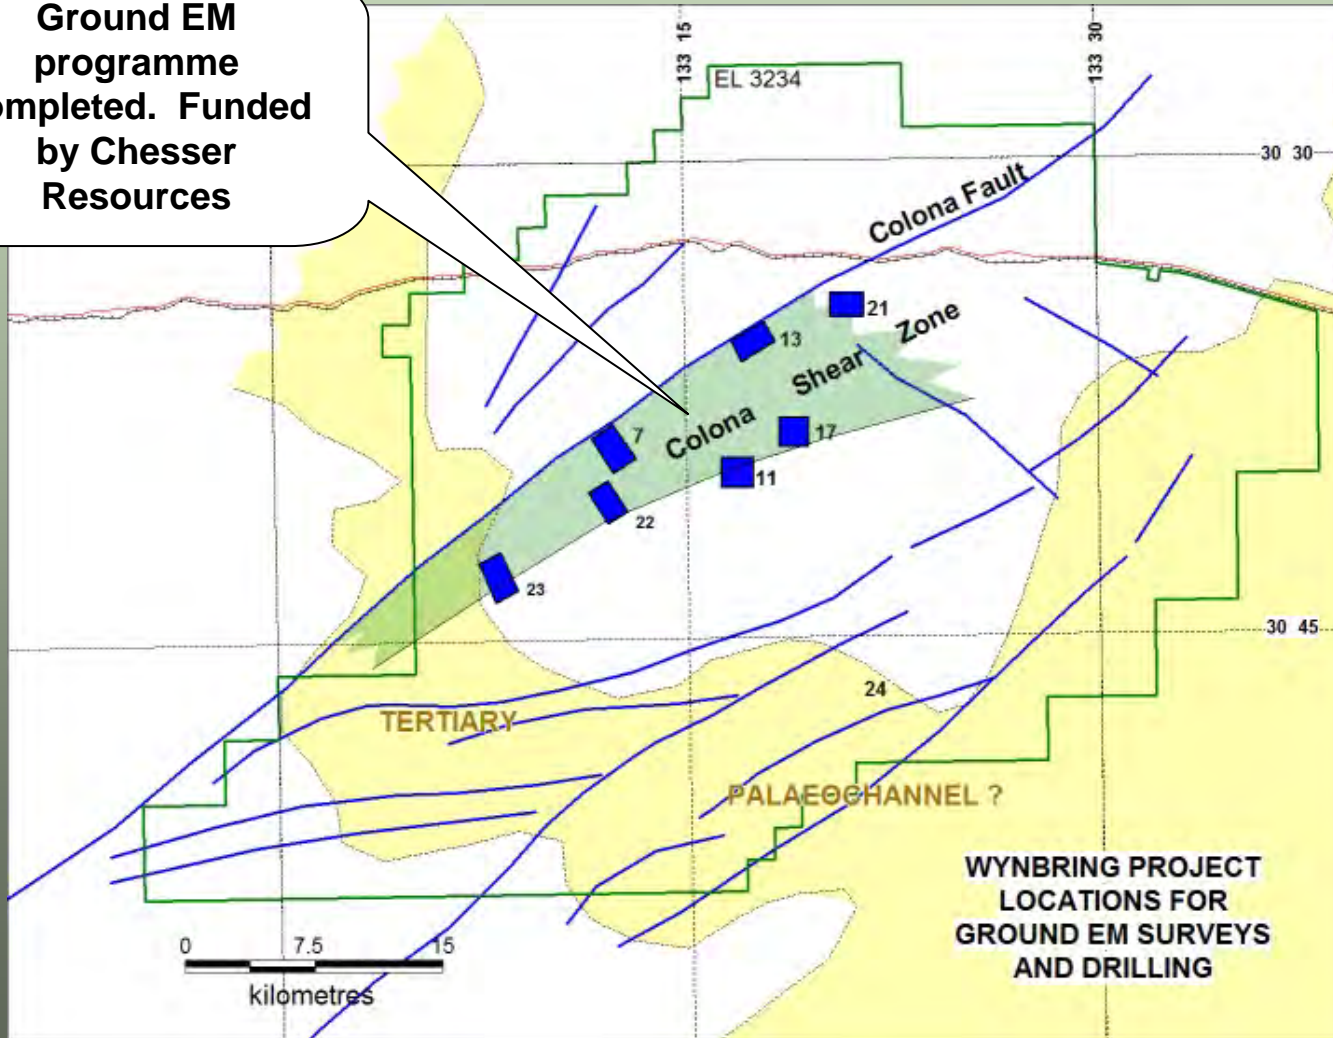 Ground EM
programme
ompleted. Funded
by Chesser
Resources
133 15
133 30
EL 3234
30 30
Colona Fault
21
13
Colona Shear Zone
7
17
11
22
23
30 45
24
TERTIARY
PALAEOCHANNEL ?
WYNBRING PROJECT
LOCATIONS FOR
GROUND EM SURVEYS
AND DRILLING
0 7.5 15
kilometres